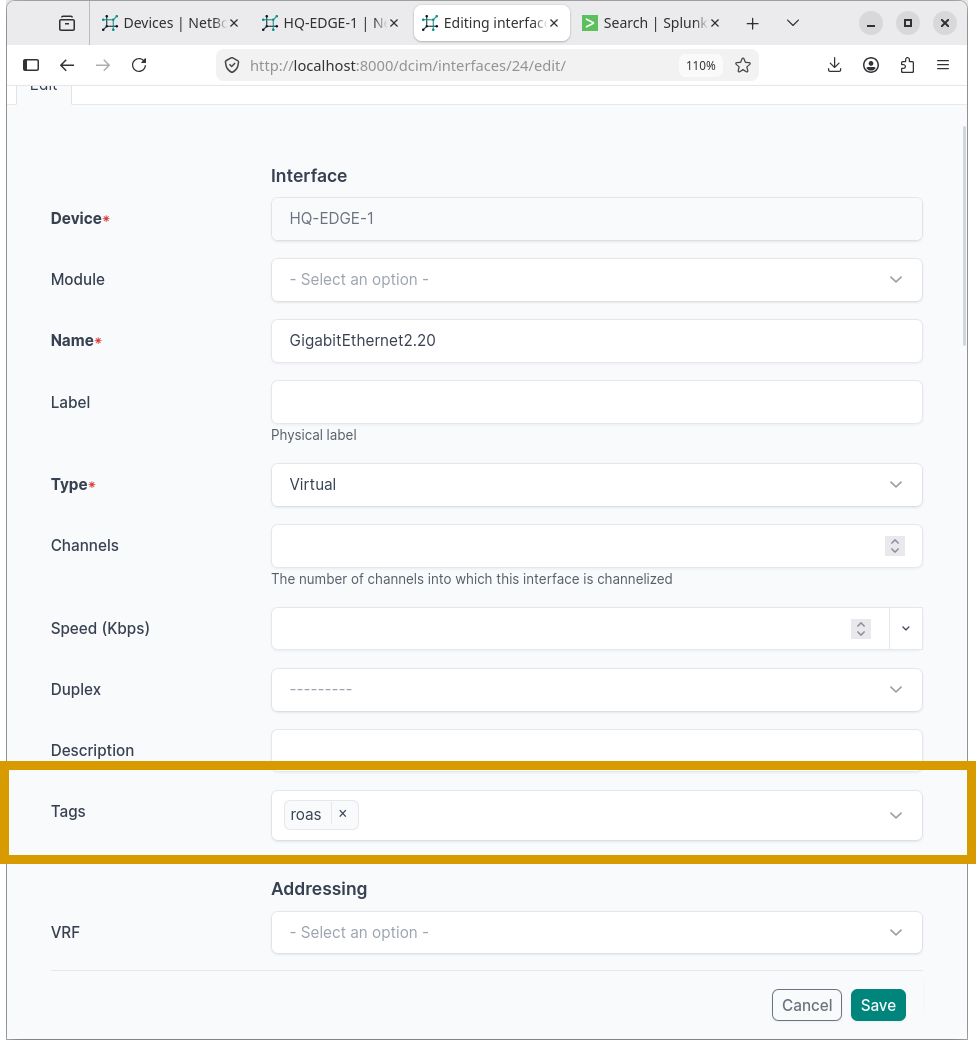 Devices | NetBo
HQ-EDGE-1 | Ne
Editing interface
Search | Splunk
http://localhost:8000/dcim/interfaces/24/edit/
110%
Edit
Interface
Device*
HQ-EDGE-1
Module
- Select an option -
Name*
GigabitEthernet2.20
Label
Physical label
Type*
Virtual
Channels
The number of channels into which this interface is channelized
Speed (Kbps)
Duplex
---------
Description
Tags
roas ×
Addressing
VRF
- Select an option -
Cancel
Save